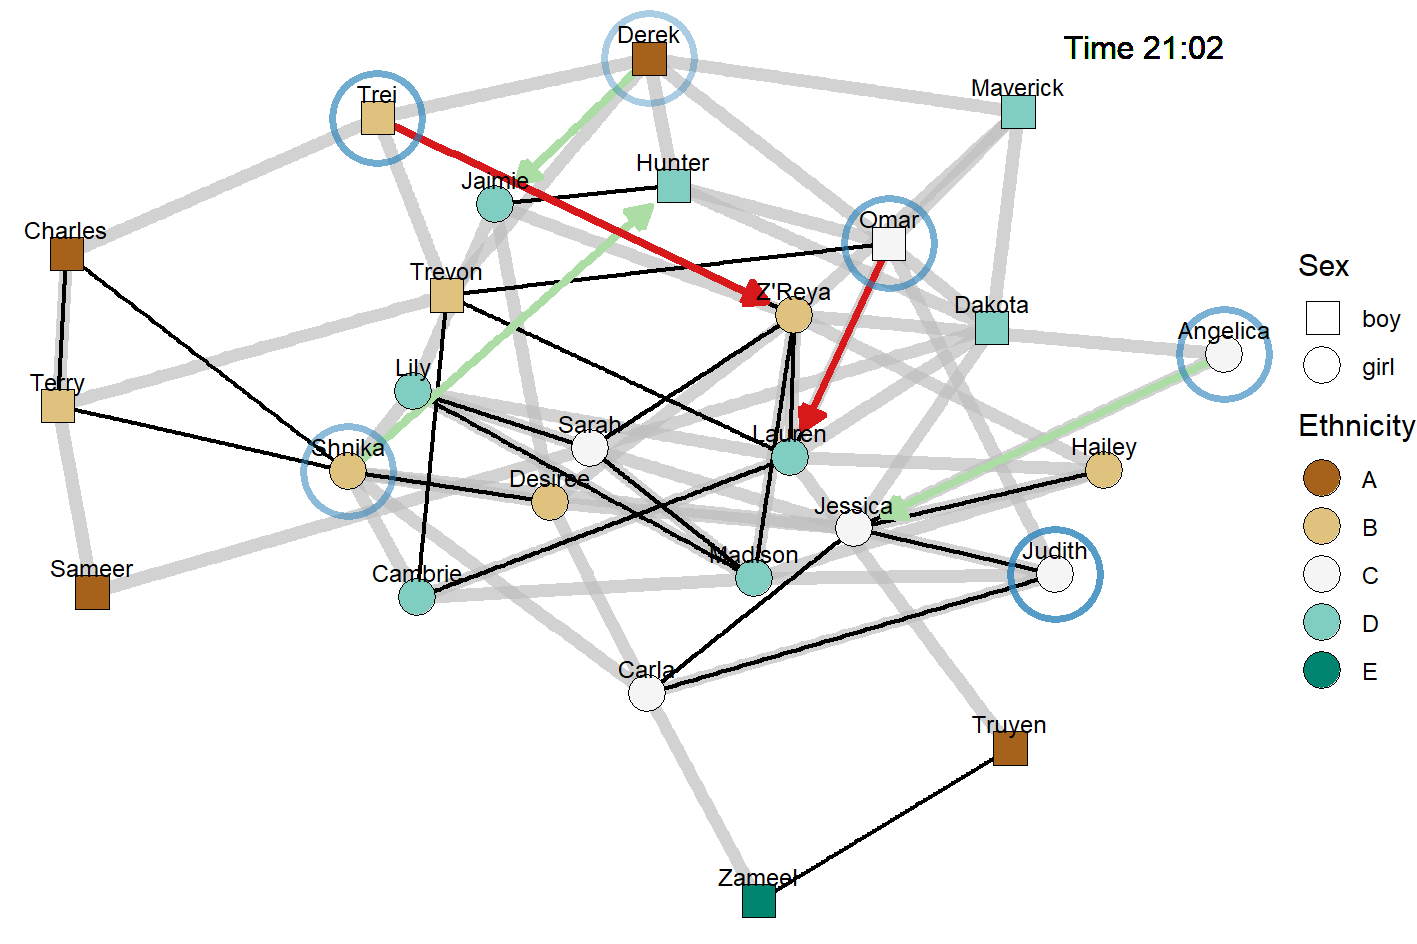 Derek
Time 21:02
Trei
Maverick
Hunter
Jaimie
Omar
Charles
Trevon
Z'Reya
Dakota
Angelica
Lily
Terry
Sarah
Lauren
Shnika
Hailey
Desiree
Jessica
Madison
Judith
Sameer
Cambrie
Carla
Truyen
Zameel
Sex
boy
girl
Ethnicity
A
B
C
D
E